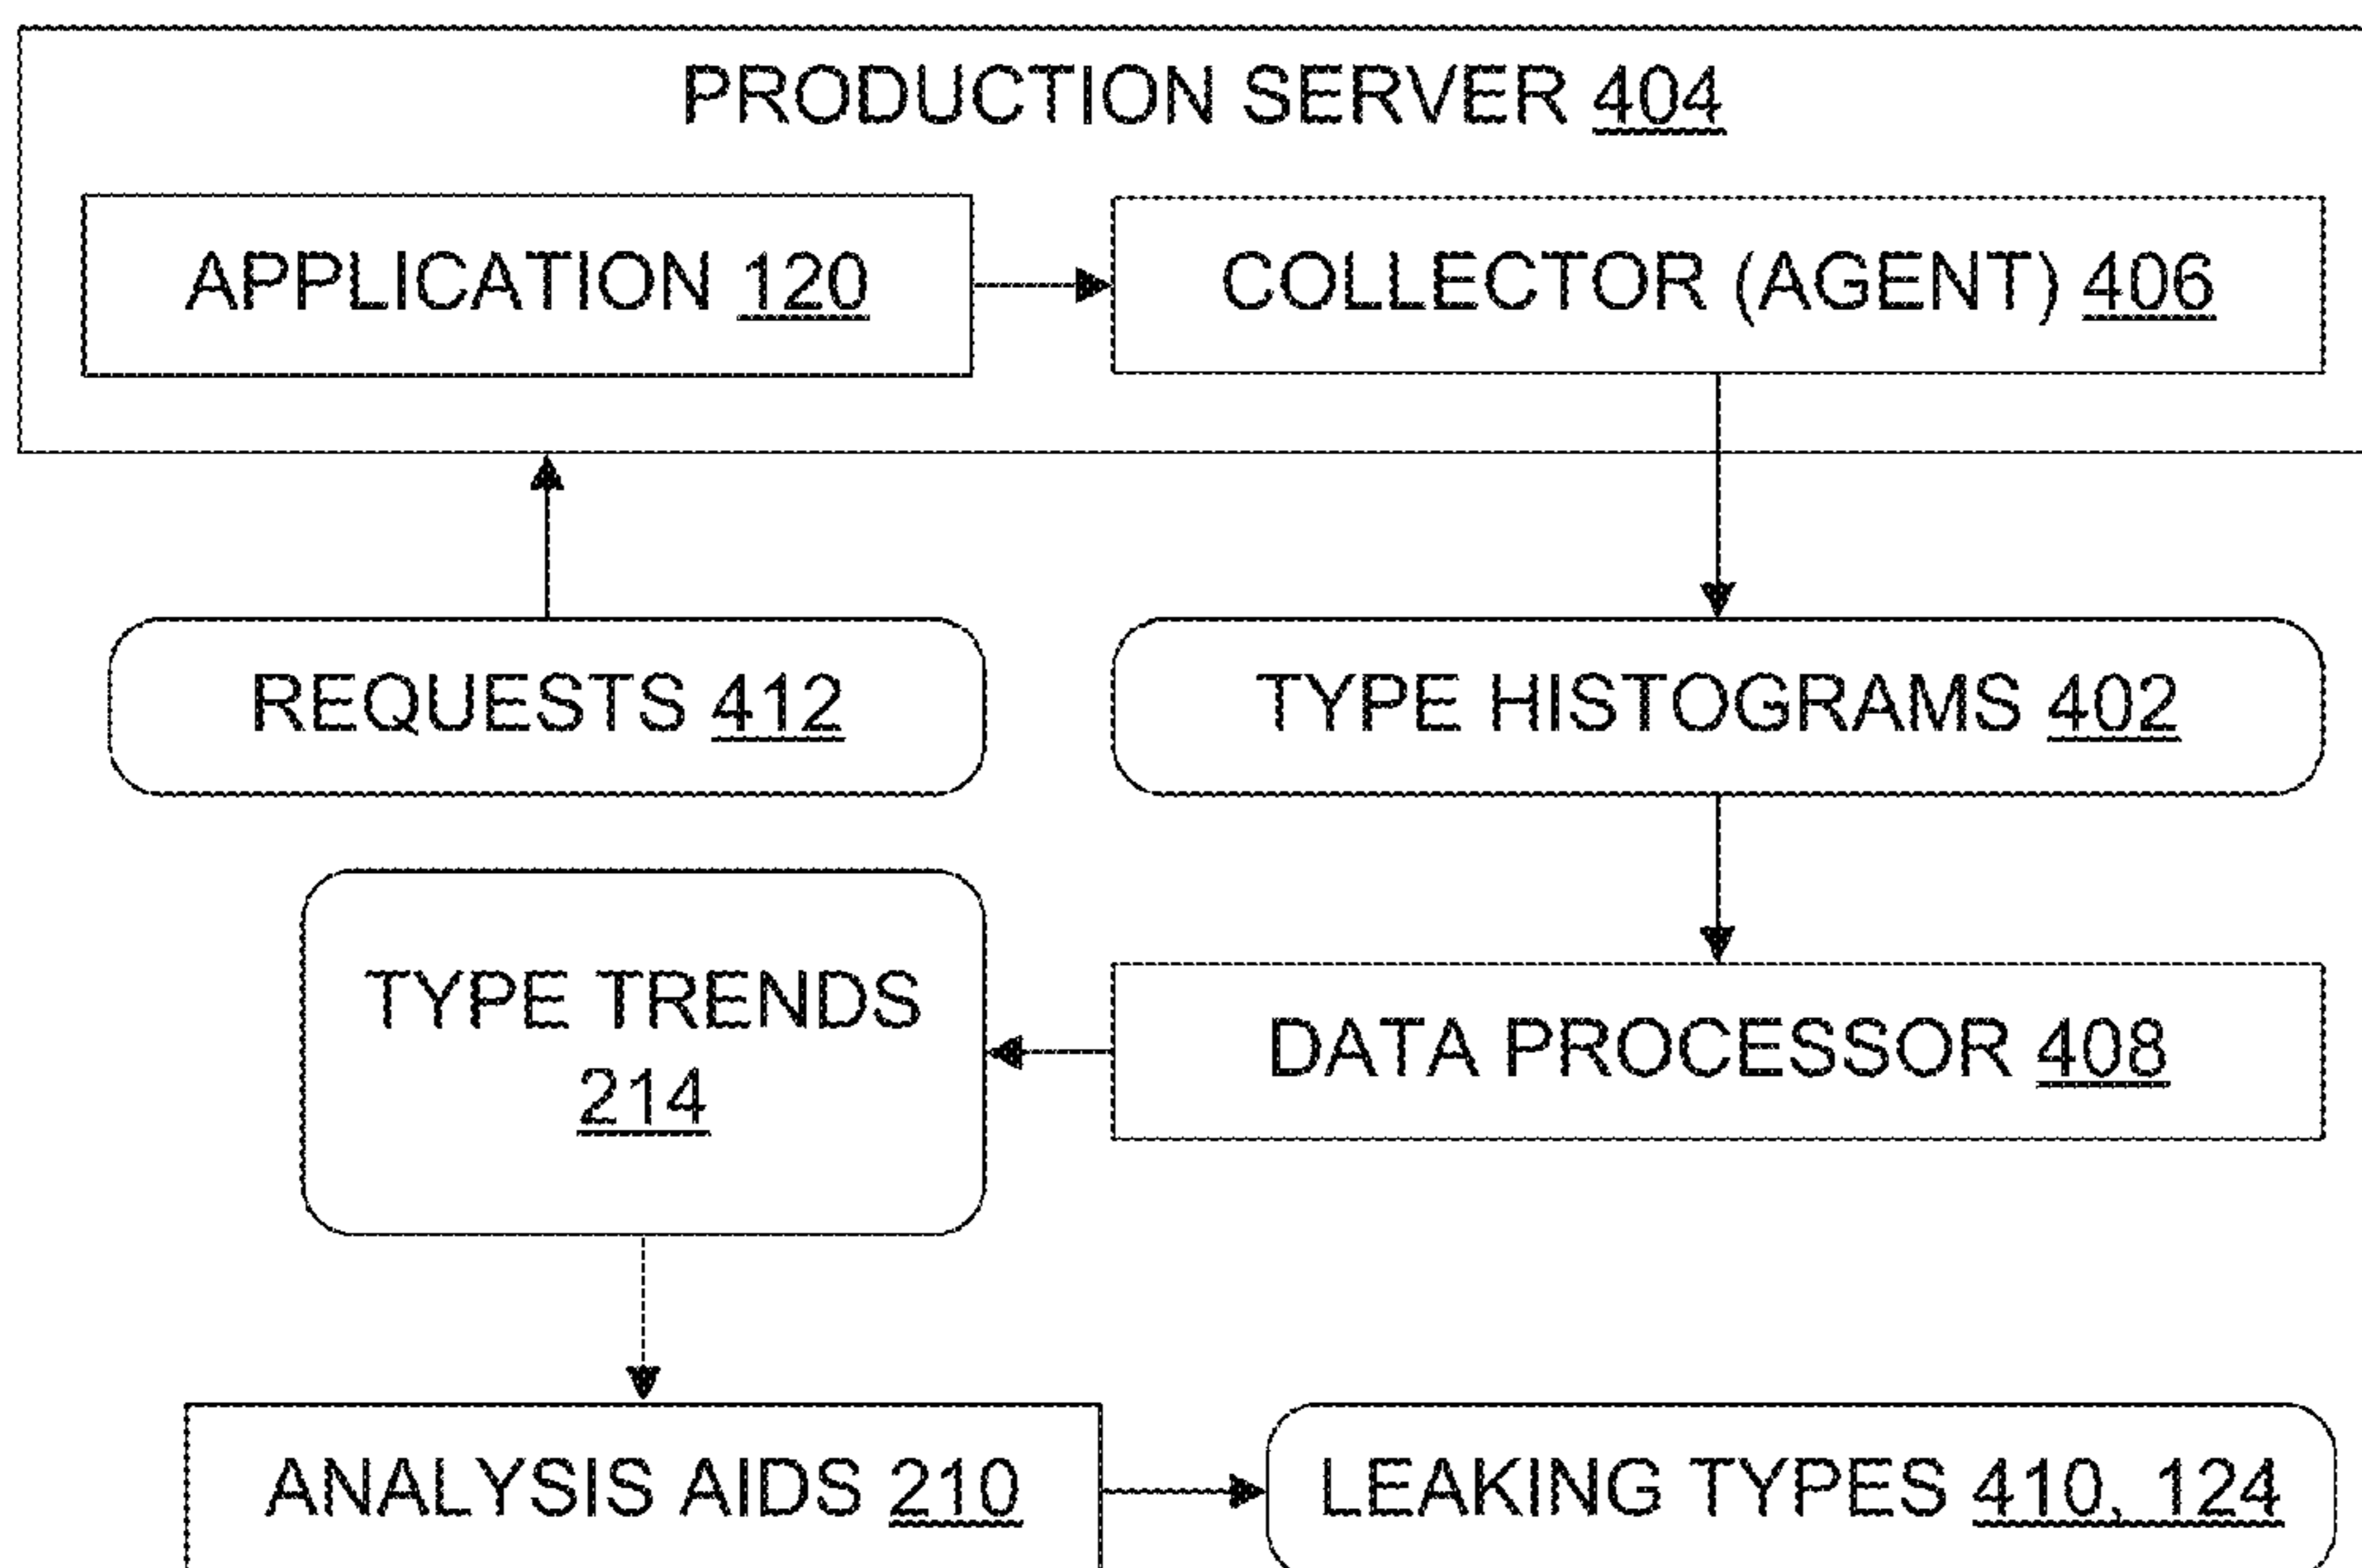 PRODUCTION SERVER 404
APPLICATION 120
COLLECTOR (AGENT) 406
REQUESTS 412
TYPE HISTOGRAMS 402
TYPE TRENDS
214
DATA PROCESSOR 408
ANALYSIS AIDS 210
LEAKING TYPES 410, 124